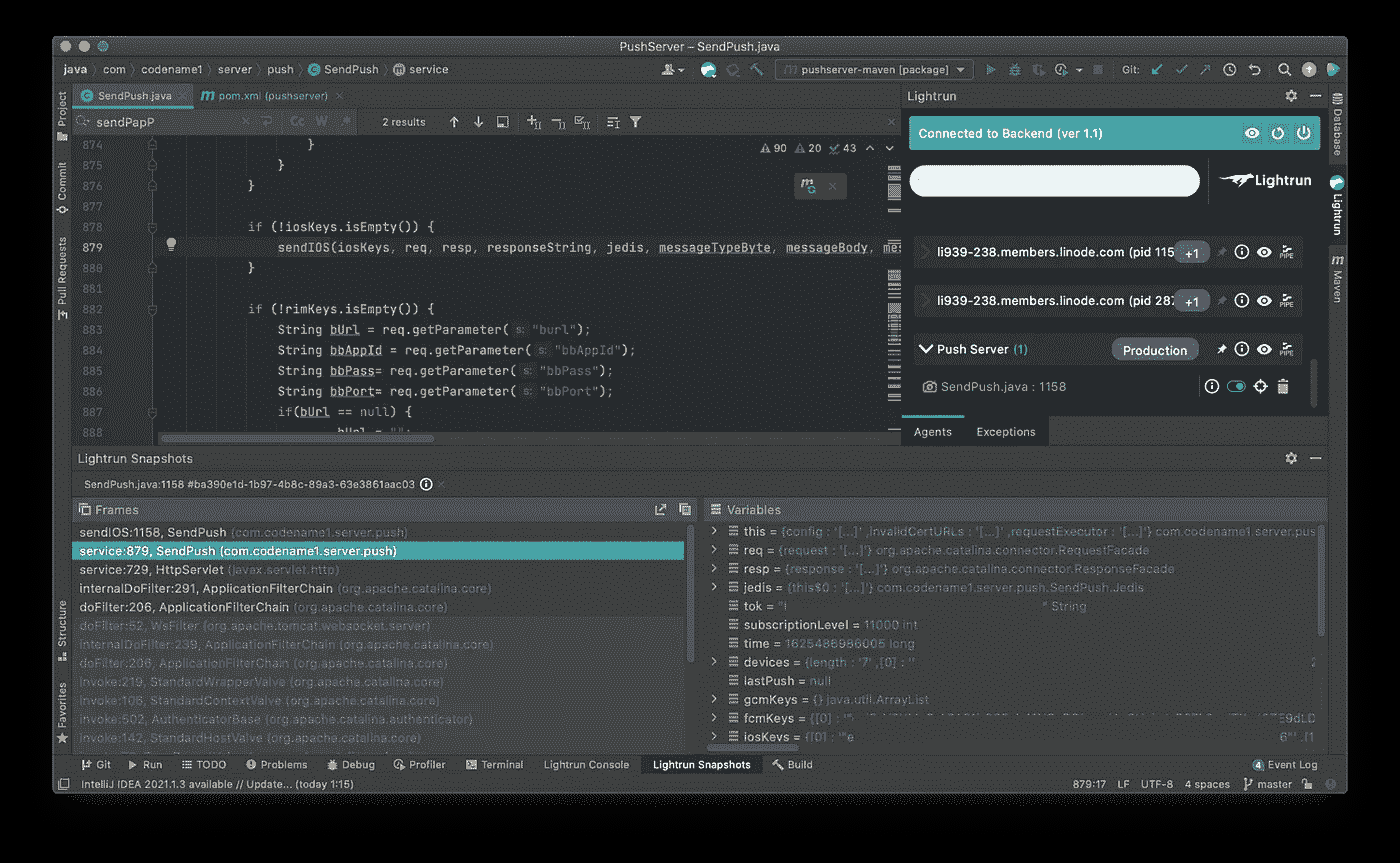 PushServer – SendPush.java
java com codename1 server push SendPush service pushserver-maven [package] Git:
SendPush.java pom.xml (pushserver)
sendPapP Cc W 2 results
90 20 43
874 }
875 }
876 }
877
878 if (!iosKeys.isEmpty()) {
879 sendIOS(iosKeys, req, resp, responseString, jedis, messageTypeByte, messageBody,
880 }
881
882 if (!rimKeys.isEmpty()) {
883 String bUrl = req.getParameter( s: "burl");
884 String bbAppId = req.getParameter( s: "bbAppId");
885 String bbPass= req.getParameter( s: "bbPass");
886 String bbPort= req.getParameter( s: "bbPort");
887 if(bUrl == null) {
888 bUrl = "";
Project
Commit
Pull Requests
Structure
Favorites
Lightrun
Connected to Backend (ver 1.1)
Lightrun
li939-238.members.linode.com (pid 115 +1 PIPE
li939-238.members.linode.com (pid 287 +1 PIPE
Push Server (1) Production PIPE
SendPush.java : 1158
Agents Exceptions
Database
Lightrun
Maven
Lightrun Snapshots
SendPush.java:1158 #ba390e1d-1b97-4b8c-89a3-63e3861aac03
Frames
sendIOS:1158, SendPush (com.codename1.server.push)
service:879, SendPush (com.codename1.server.push)
service:729, HttpServlet (javax.servlet.http)
internalDoFilter:291, ApplicationFilterChain (org.apache.catalina.core)
doFilter:206, ApplicationFilterChain (org.apache.catalina.core)
doFilter:52, WsFilter (org.apache.tomcat.websocket.server)
internalDoFilter:239, ApplicationFilterChain (org.apache.catalina.core)
doFilter:206, ApplicationFilterChain (org.apache.catalina.core)
invoke:219, StandardWrapperValve (org.apache.catalina.core)
invoke:106, StandardContextValve (org.apache.catalina.core)
invoke:502, AuthenticatorBase (org.apache.catalina.authenticator)
invoke:142, StandardHostValve (org.apache.catalina.core)
Variables
this = {config : '[...]' ,invalidCertURLs : '[...]' ,requestExecutor : '[...]'} com.codename1.server.pus
req = {request : '[...]'} org.apache.catalina.connector.RequestFacade
resp = {response : '[...]'} org.apache.catalina.connector.ResponseFacade
jedis = {this$0 : '[...]'} com.codename1.server.push.SendPush.Jedis
tok = " " String
subscriptionLevel = 11000 int
time = 1625486986005 long
devices = {length : '7' ,[0] : ''
lastPush = null
gcmKeys = {} java.util.ArrayList
fcmKeys = {[0] : '"
iosKeys = {[0] : '"e
Git Run TODO Problems Debug Profiler Terminal Lightrun Console Lightrun Snapshots Build 4 Event Log
IntelliJ IDEA 2021.1.3 available // Update... (today 1:15) 879:17 LF UTF-8 4 spaces master